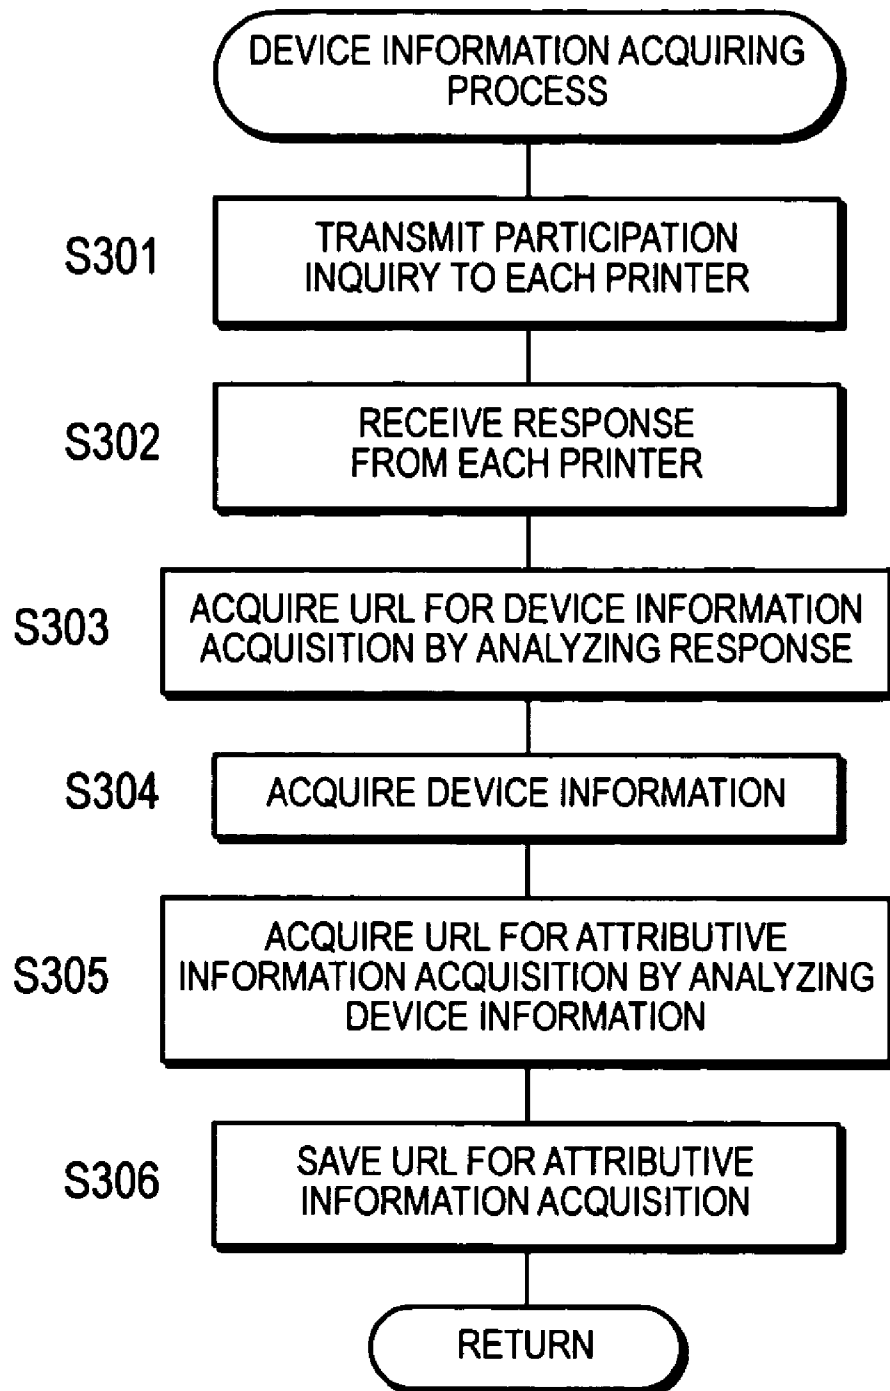 DEVICE INFORMATION ACQUIRING
PROCESS
S301
TRANSMIT PARTICIPATION
INQUIRY TO EACH PRINTER
S302
RECEIVE RESPONSE
FROM EACH PRINTER
S303
ACQUIRE URL FOR DEVICE INFORMATION
ACQUISITION BY ANALYZING RESPONSE
S304
ACQUIRE DEVICE INFORMATION
S305
ACQUIRE URL FOR ATTRIBUTIVE
INFORMATION ACQUISITION BY ANALYZING
DEVICE INFORMATION
S306
SAVE URL FOR ATTRIBUTIVE
INFORMATION ACQUISITION
RETURN